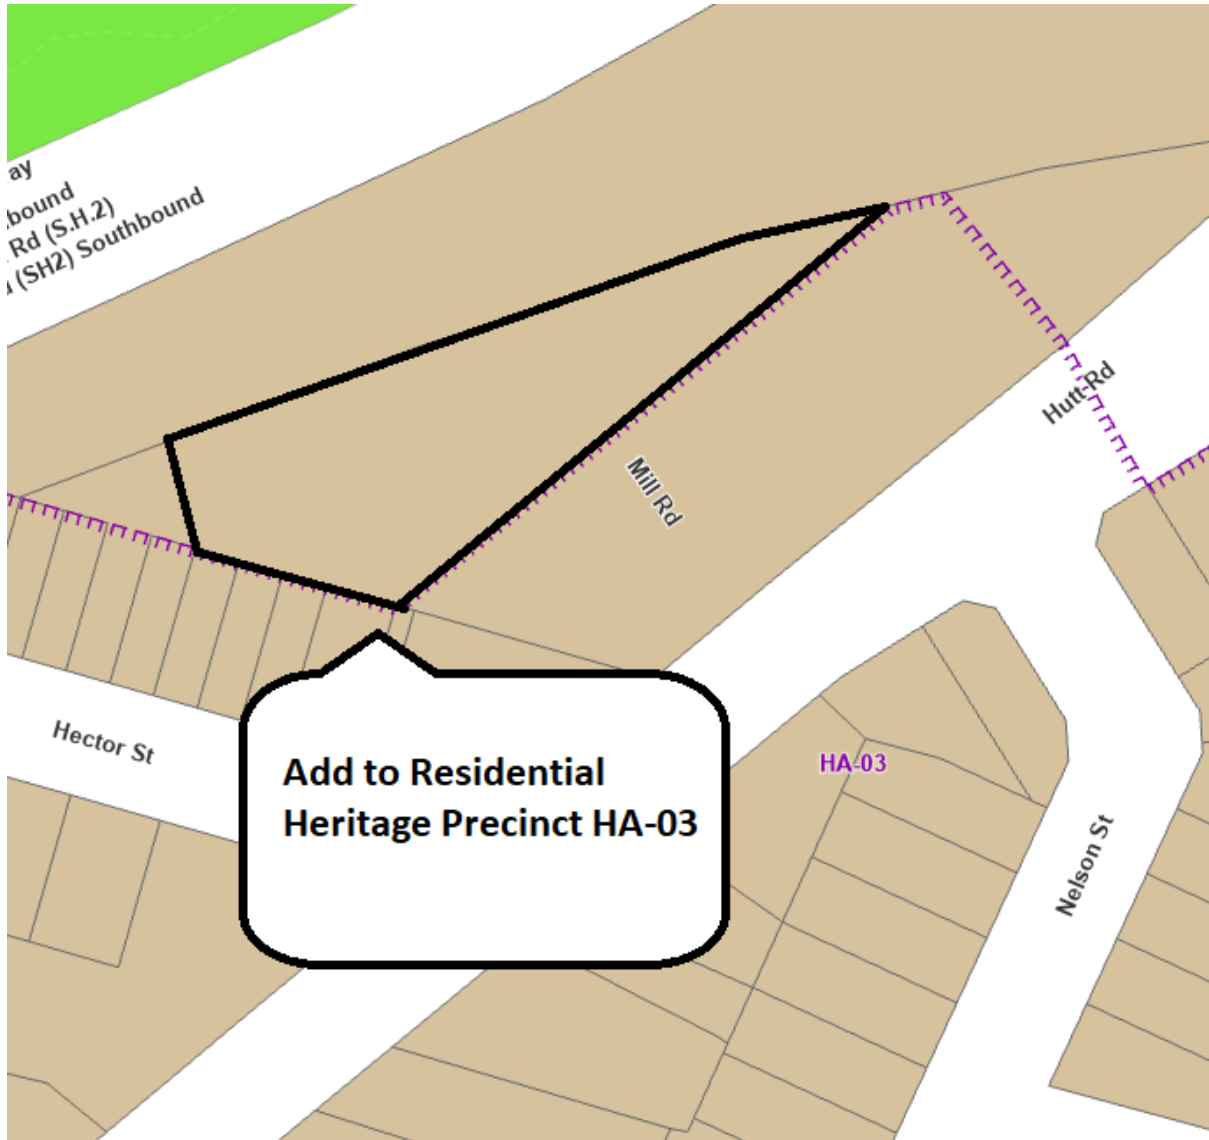 ay
bound
Rd (S.H.2)
(SH2) Southbound
Hutt Rd
Mill Rd
Hector St
Add to Residential
Heritage Precinct HA-03
HA-03
Nelson St